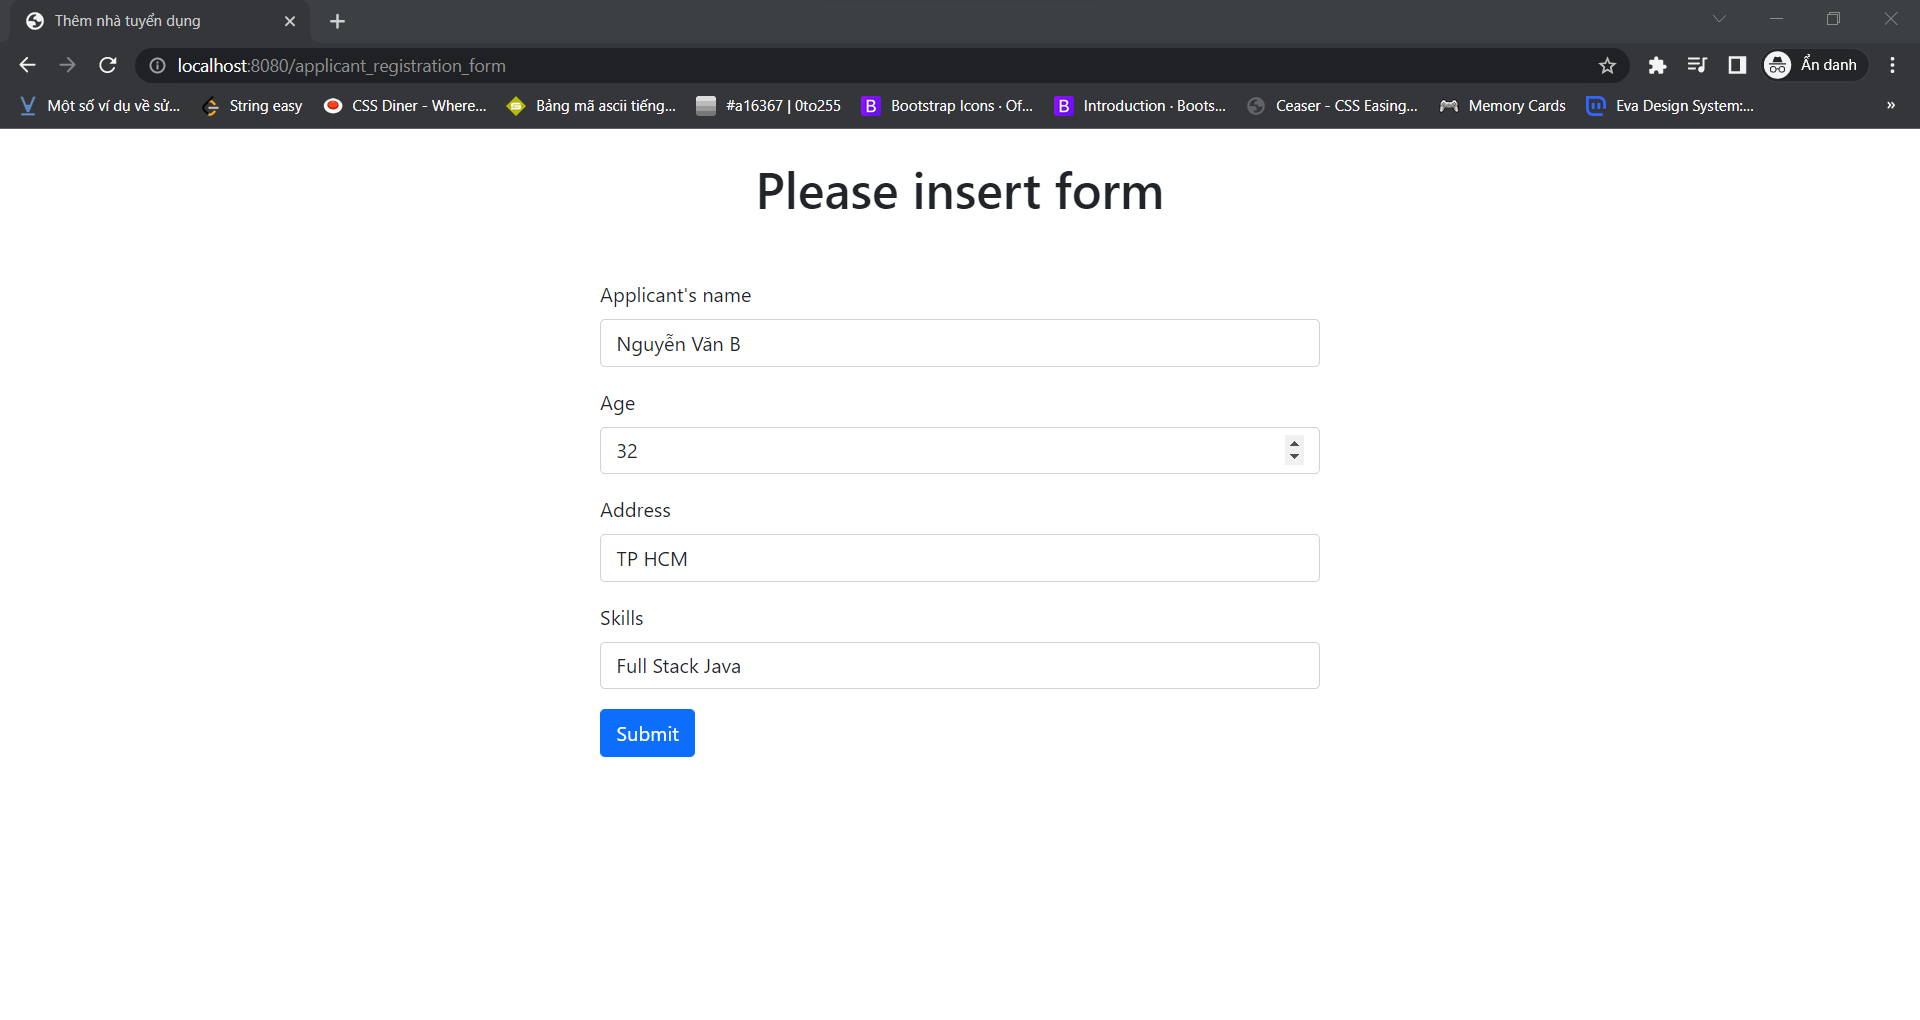 Thêm nhà tuyển dụng
localhost:8080/applicant_registration_form
Ẩn danh
Một số ví dụ về sử...
String easy
CSS Diner - Where...
Bảng mã ascii tiếng...
#a16367 | 0to255
Bootstrap Icons · Of...
Introduction · Boots...
Ceaser - CSS Easing...
Memory Cards
Eva Design System:...
»
Please insert form
Applicant's name
Nguyễn Văn B
Age
32
Address
TP HCM
Skills
Full Stack Java
Submit